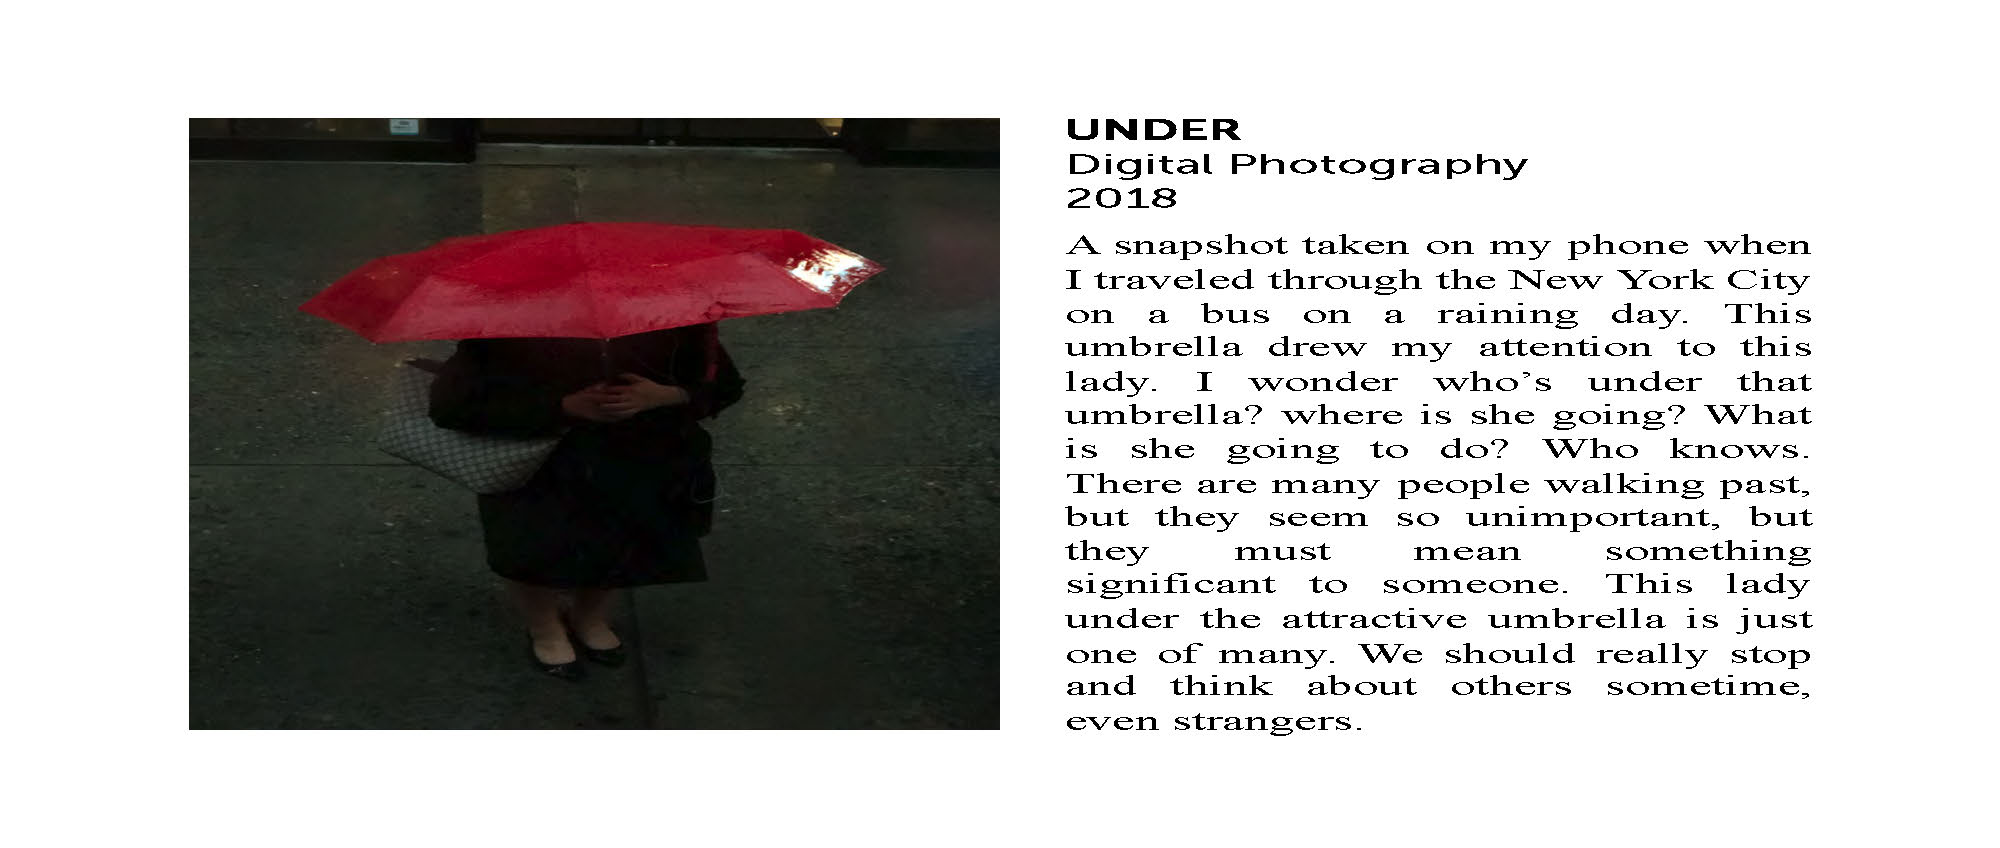 UNDER
Digital Photography
2018
A snapshot taken on my phone when
I traveled through the New York City
on a bus on a raining day. This
umbrella drew my attention to this
lady. I wonder who’s under that
umbrella? where is she going? What
is she going to do? Who knows.
There are many people walking past,
but they seem so unimportant, but
they must mean something
significant to someone. This lady
under the attractive umbrella is just
one of many. We should really stop
and think about others sometime,
even strangers.